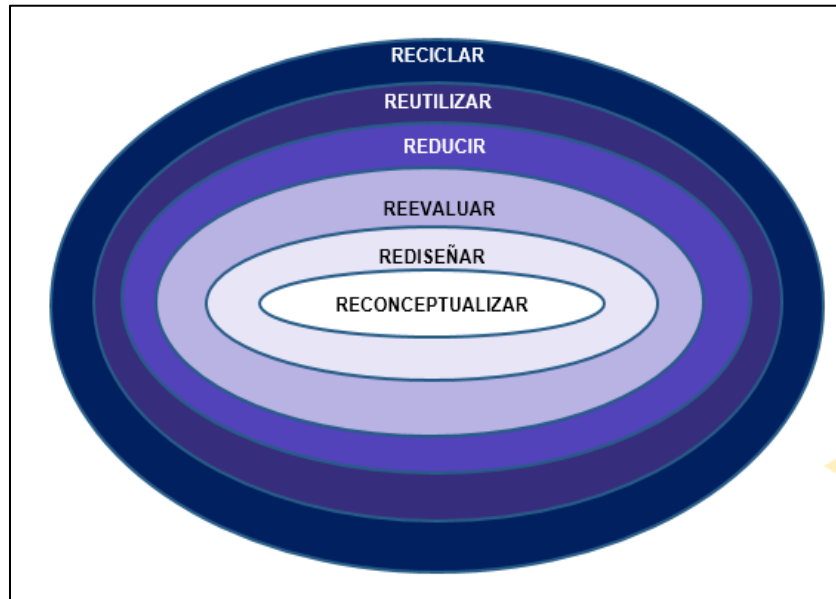 RECICLAR
REUTILIZAR
REDUCIR
REEVALUAR
REDISEÑAR
RECONCEPTUALIZAR